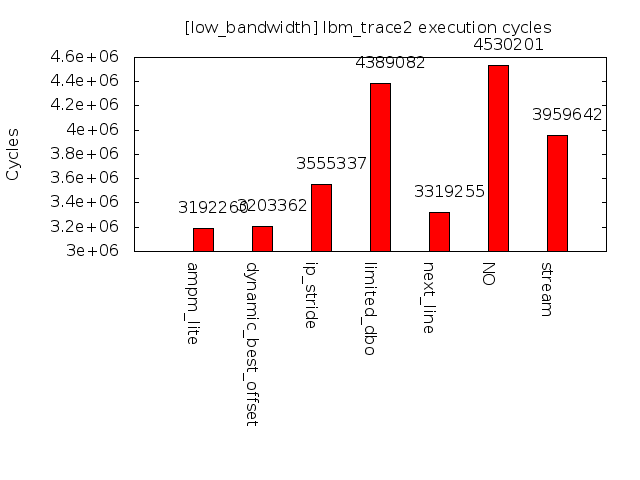 [low_bandwidth] lbm_trace2 execution cycles
Cycles
4.6e+06
4.4e+06
4.2e+06
4e+06
3.8e+06
3.6e+06
3.4e+06
3.2e+06
3e+06
3192260
3203362
3555337
4389082
3319255
4530201
3959642
ampm_lite
dynamic_best_offset
ip_stride
limited_dbo
next_line
NO
stream